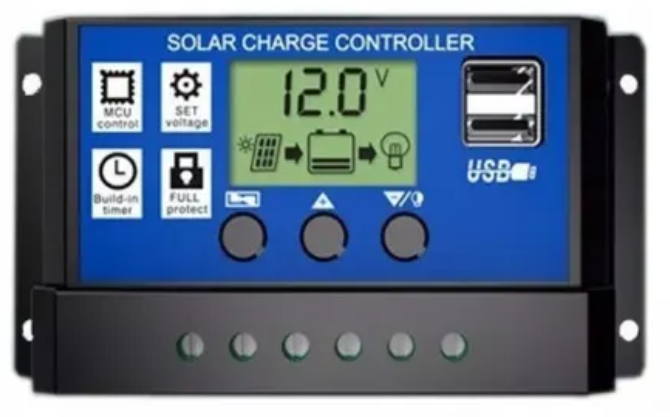 SOLAR CHARGE CONTROLLER
MCU
control
SET
voltage
12.0 V
Build-in
timer
FULL
protect
USB